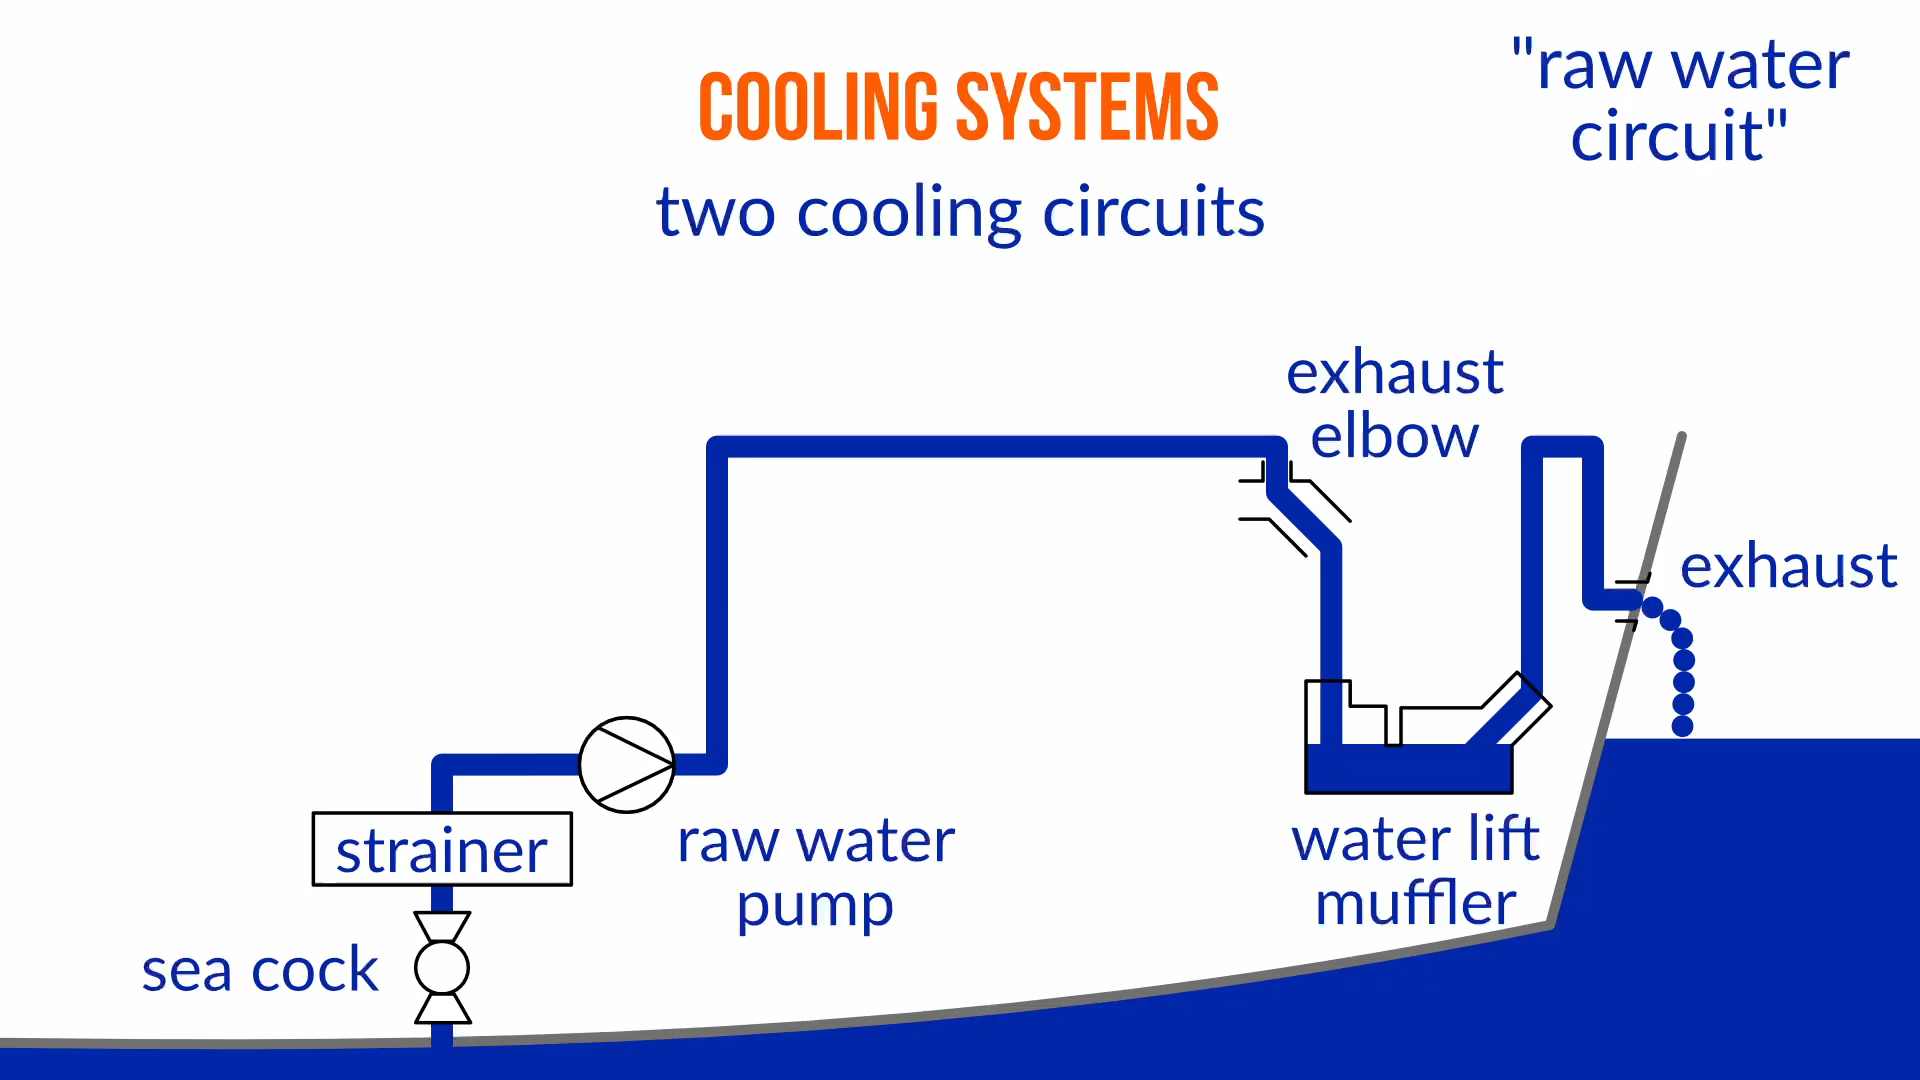 COOLING SYSTEMS
two cooling circuits
"raw water
circuit"
exhaust
elbow
exhaust
strainer
raw water
pump
water lift
muffler
sea cock